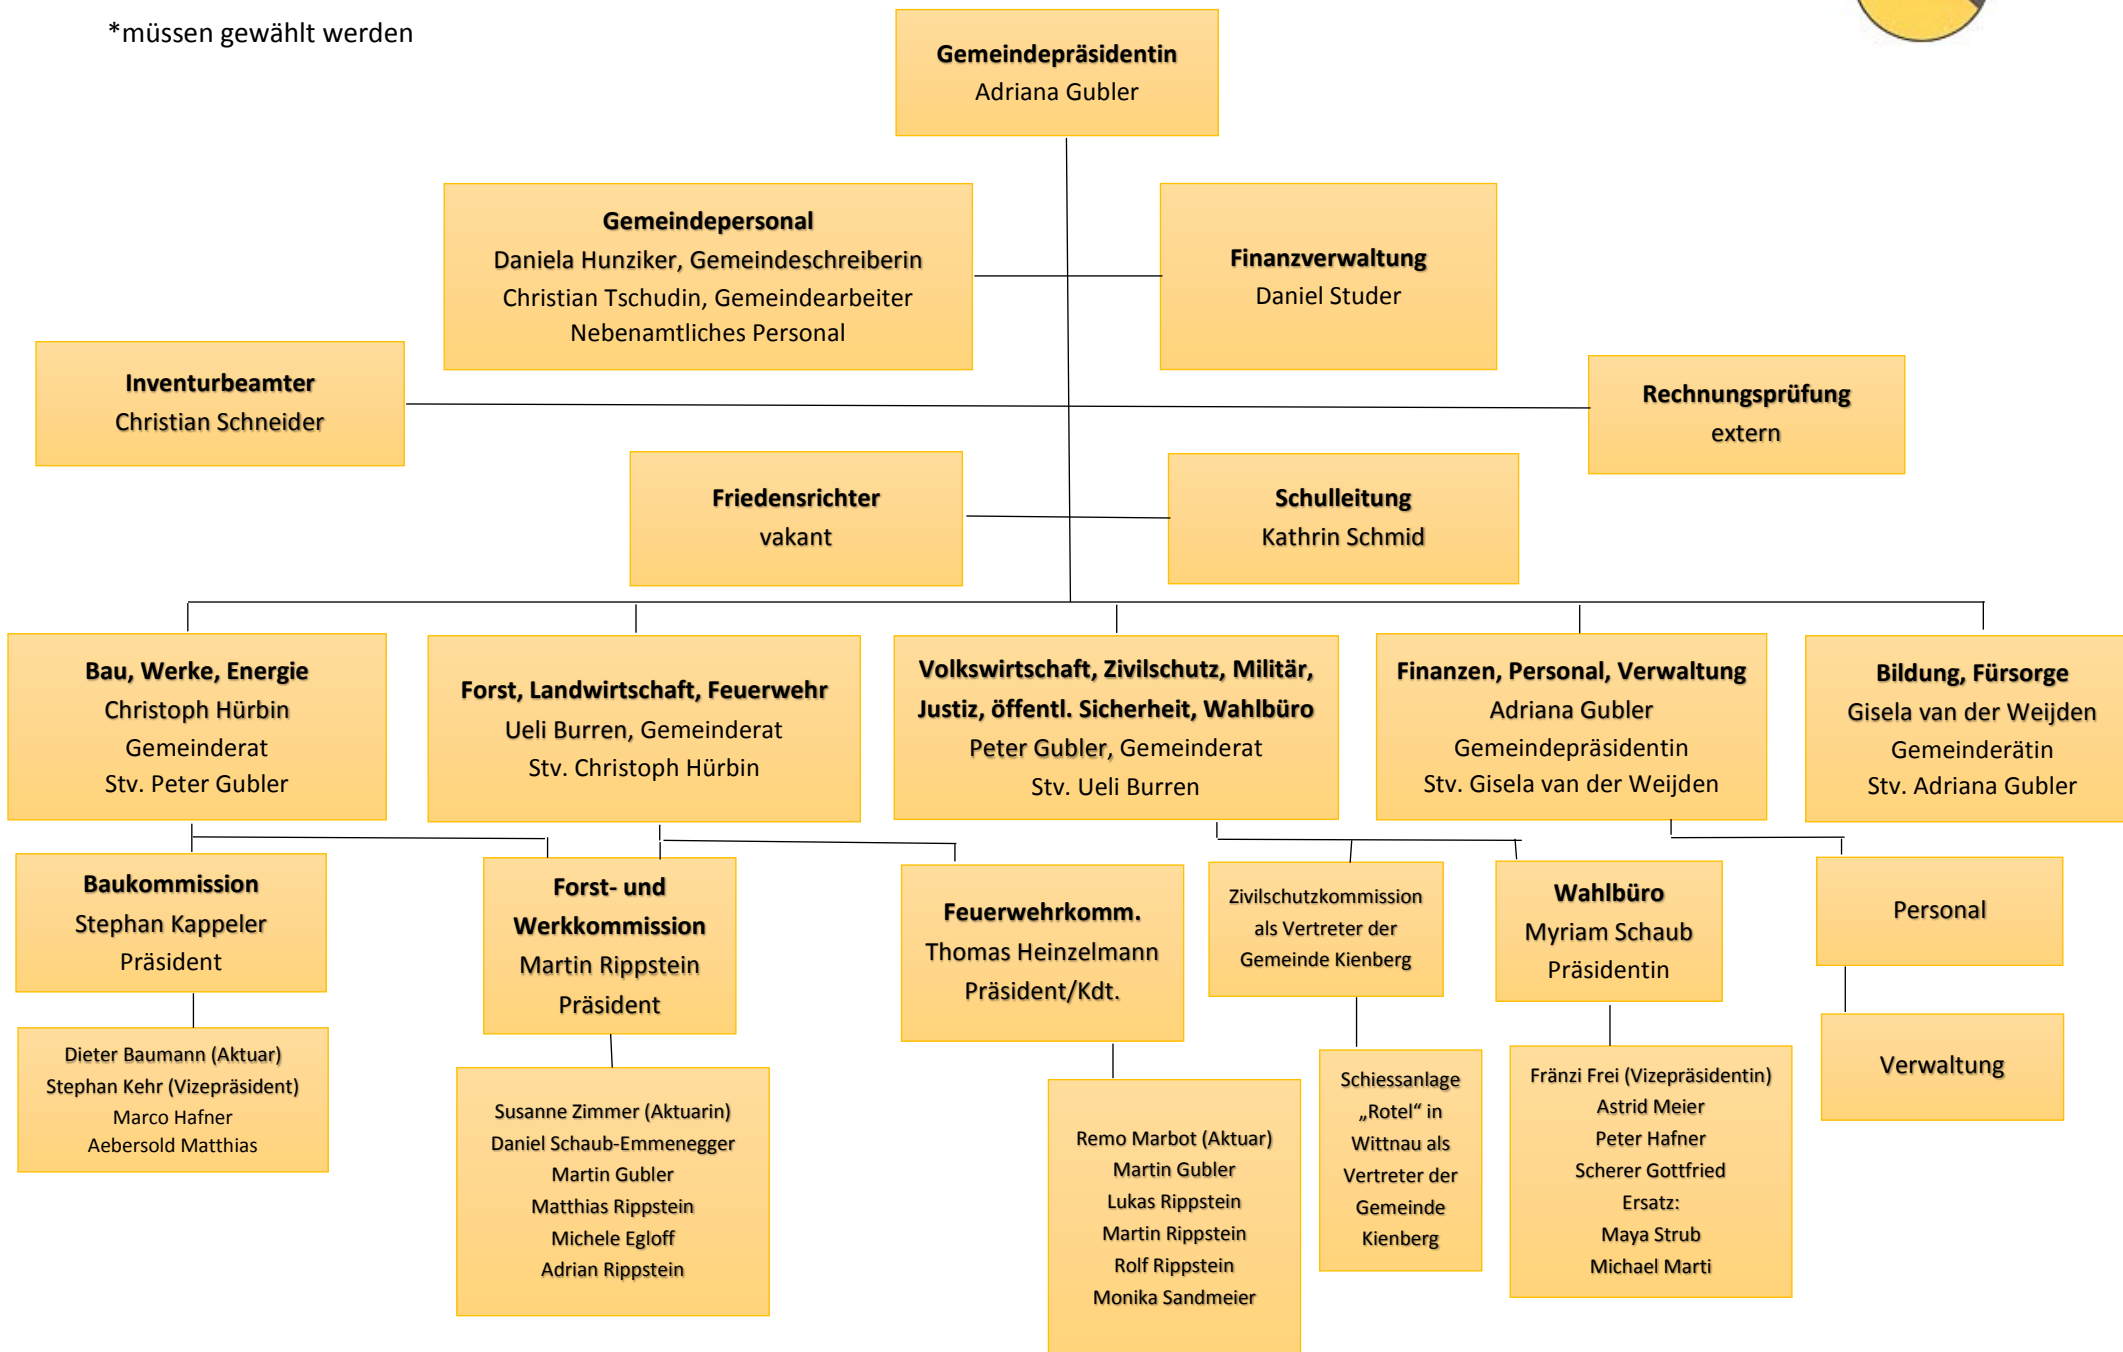 *müssen gewählt werden
Gemeindepräsidentin
Adriana Gubler
Gemeindepersonal
Daniela Hunziker, Gemeindeschreiberin
Christian Tschudin, Gemeindearbeiter
Nebenamtliches Personal
Finanzverwaltung
Daniel Studer
Inventurbeamter
Christian Schneider
Rechnungsprüfung
extern
Friedensrichter
vakant
Schulleitung
Kathrin Schmid
Bau, Werke, Energie
Christoph Hürbin
Gemeinderat
Stv. Peter Gubler
Forst, Landwirtschaft, Feuerwehr
Ueli Burren, Gemeinderat
Stv. Christoph Hürbin
Volkswirtschaft, Zivilschutz, Militär,
Justiz, öffentl. Sicherheit, Wahlbüro
Peter Gubler, Gemeinderat
Stv. Ueli Burren
Finanzen, Personal, Verwaltung
Adriana Gubler
Gemeindepräsidentin
Stv. Gisela van der Weijden
Bildung, Fürsorge
Gisela van der Weijden
Gemeinderätin
Stv. Adriana Gubler
Baukommission
Stephan Kappeler
Präsident
Forst- und
Werkkommission
Martin Rippstein
Präsident
Feuerwehrkomm.
Thomas Heinzelmann
Präsident/Kdt.
Zivilschutzkommission
als Vertreter der
Gemeinde Kienberg
Wahlbüro
Myriam Schaub
Präsidentin
Personal
Dieter Baumann (Aktuar)
Stephan Kehr (Vizepräsident)
Marco Hafner
Aebersold Matthias
Susanne Zimmer (Aktuarin)
Daniel Schaub-Emmenegger
Martin Gubler
Matthias Rippstein
Michele Egloff
Adrian Rippstein
Remo Marbot (Aktuar)
Martin Gubler
Lukas Rippstein
Martin Rippstein
Rolf Rippstein
Monika Sandmeier
Schiessanlage
„Rotel“ in
Wittnau als
Vertreter der
Gemeinde
Kienberg
Fränzi Frei (Vizepräsidentin)
Astrid Meier
Peter Hafner
Scherer Gottfried
Ersatz:
Maya Strub
Michael Marti
Verwaltung